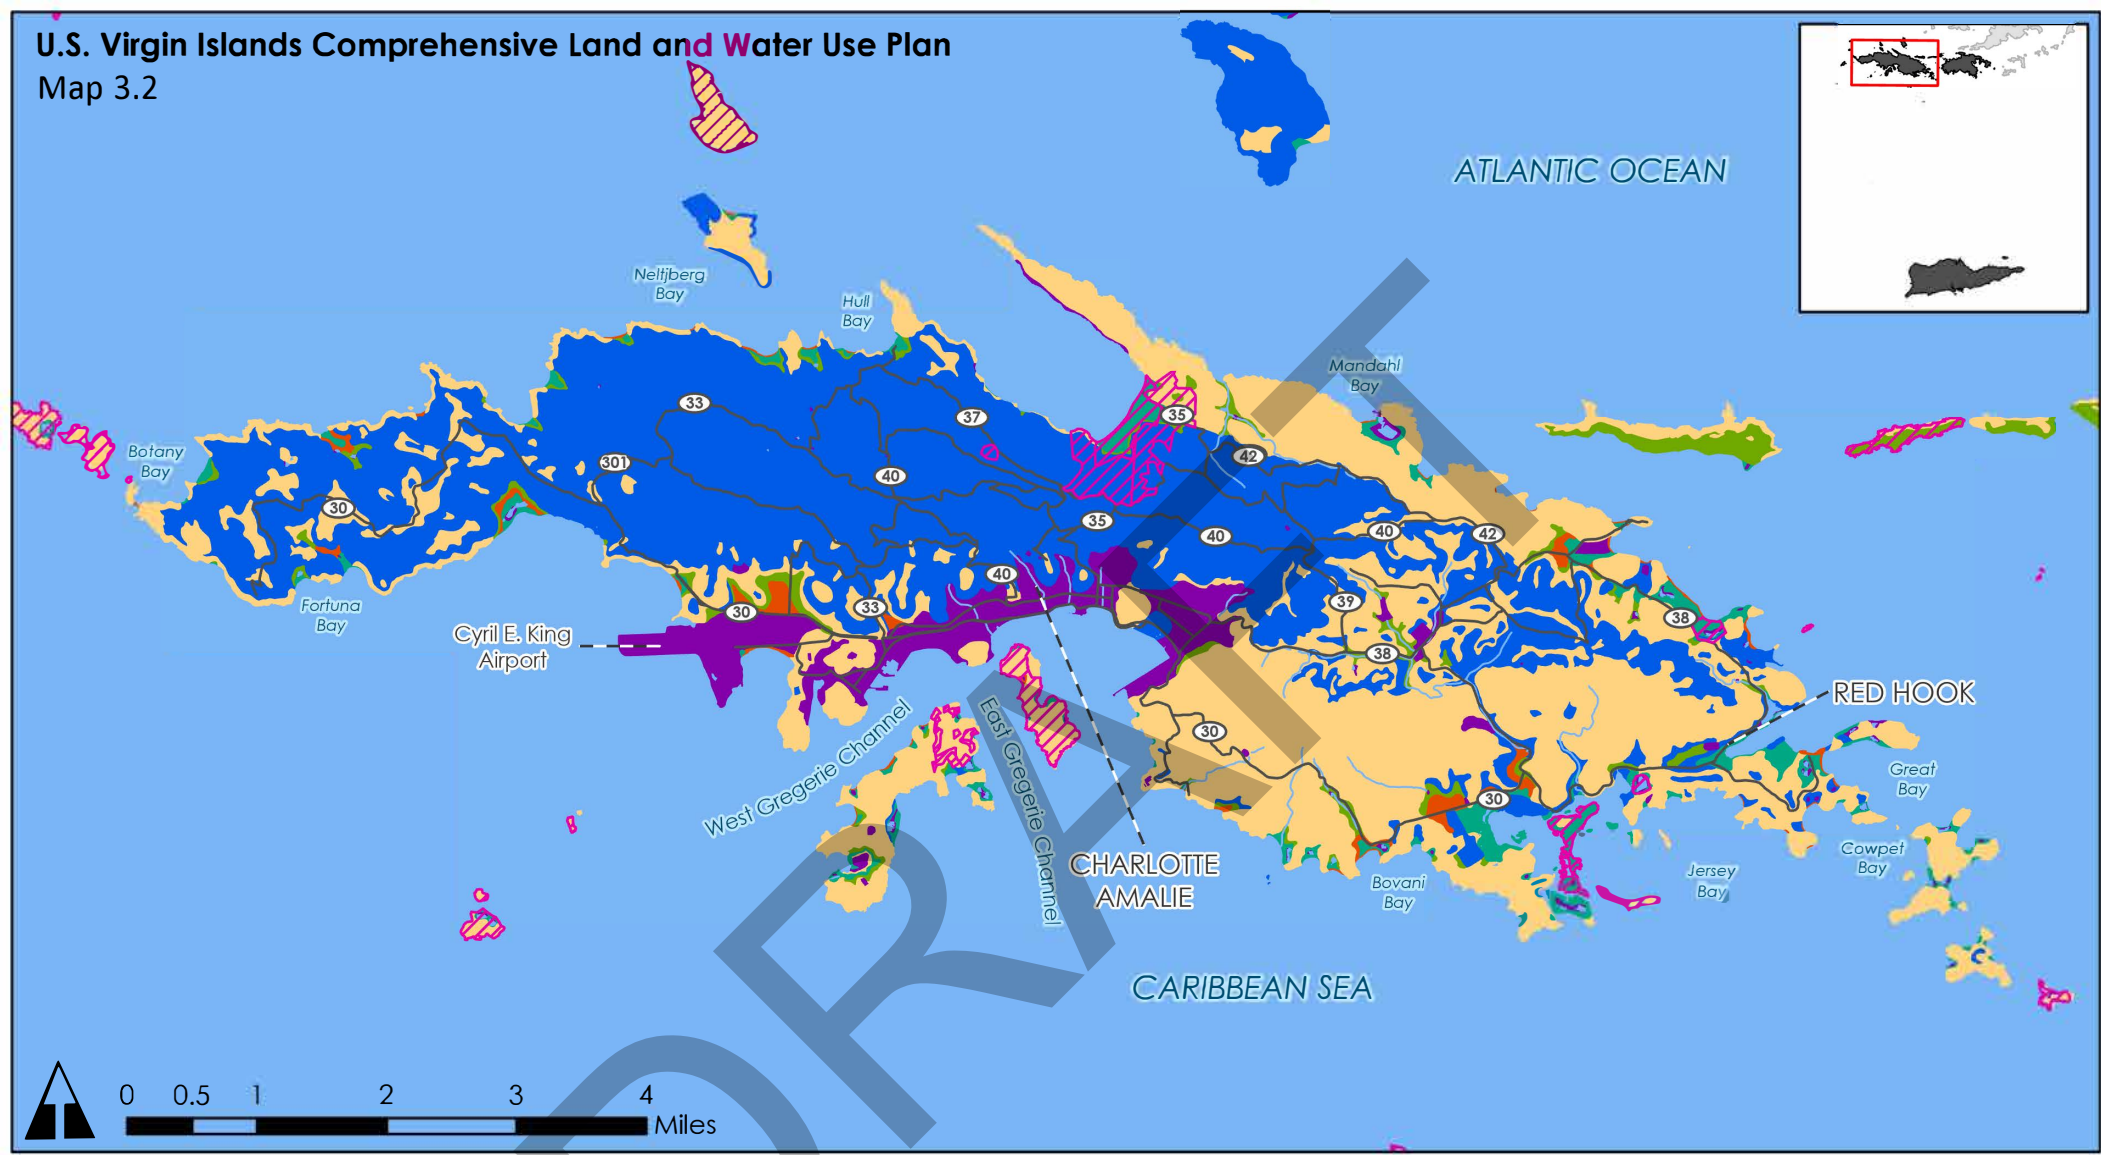 U.S. Virgin Islands Comprehensive Land and Water Use Plan
Map 3.2
ATLANTIC OCEAN
Neltjberg
Bay
Hull
Bay
Mandahl
Bay
33
37
35
42
Botany
Bay
301
40
30
35
40
40
42
40
39
Fortuna
Bay
30
33
38
38
Cyril E. King
Airport
RED HOOK
West Gregerie Channel
East Gregerie Channel
30
30
Great
Bay
CHARLOTTE
AMALIE
Bovani
Bay
Jersey
Bay
Cowpet
Bay
CARIBBEAN SEA
0 0.5 1 2 3 4
Miles
DRAFT